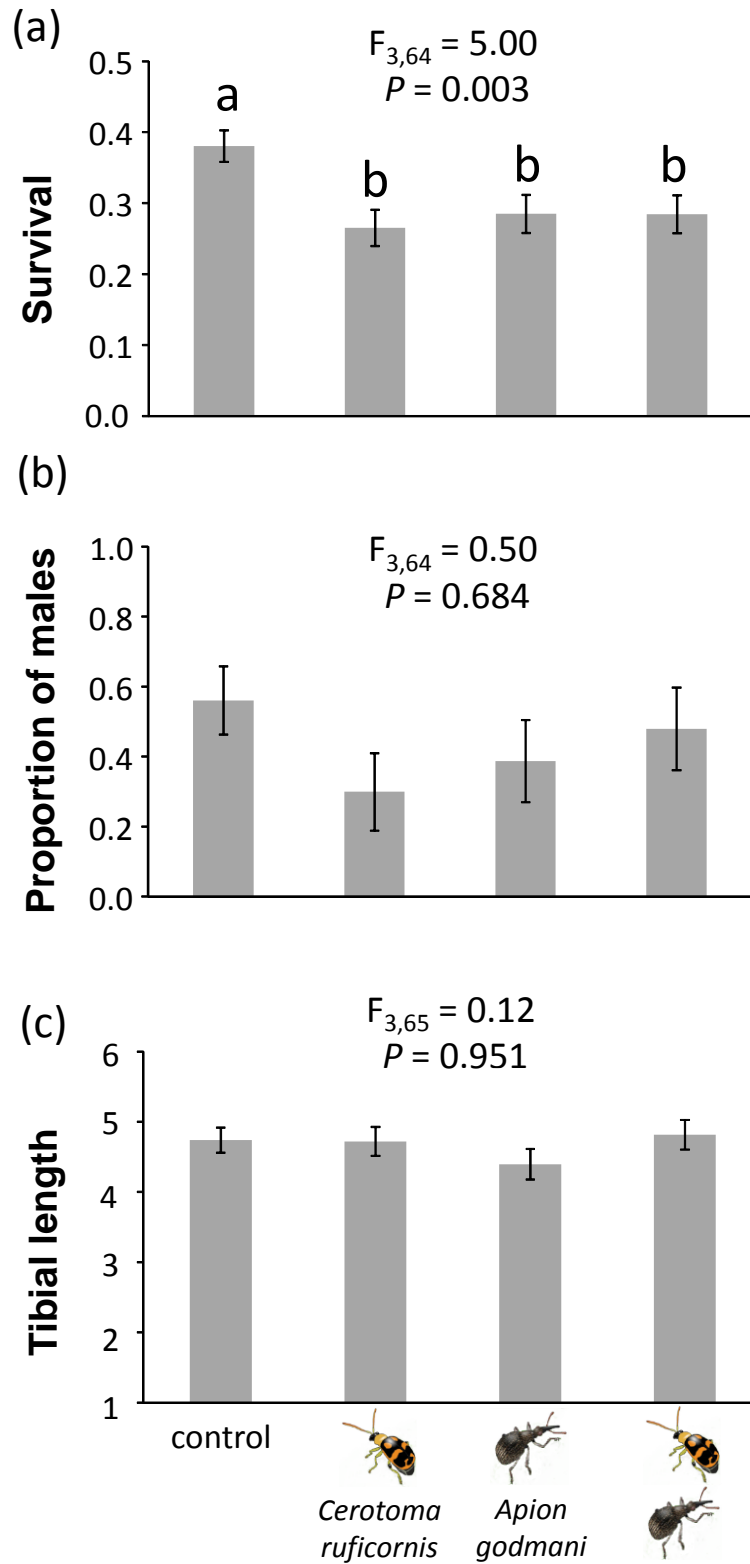 (a)
F3,64 = 5.00
P = 0.003
0.5
0.4
0.3
0.2
0.1
0.0
Survival
a
b
b
b
(b)
F3,64 = 0.50
P = 0.684
1.0
0.8
0.6
0.4
0.2
0.0
Proportion of males
(c)
F3,65 = 0.12
P = 0.951
6
5
4
3
2
1
Tibial length
control
Cerotoma
ruficornis
Apion
godmani